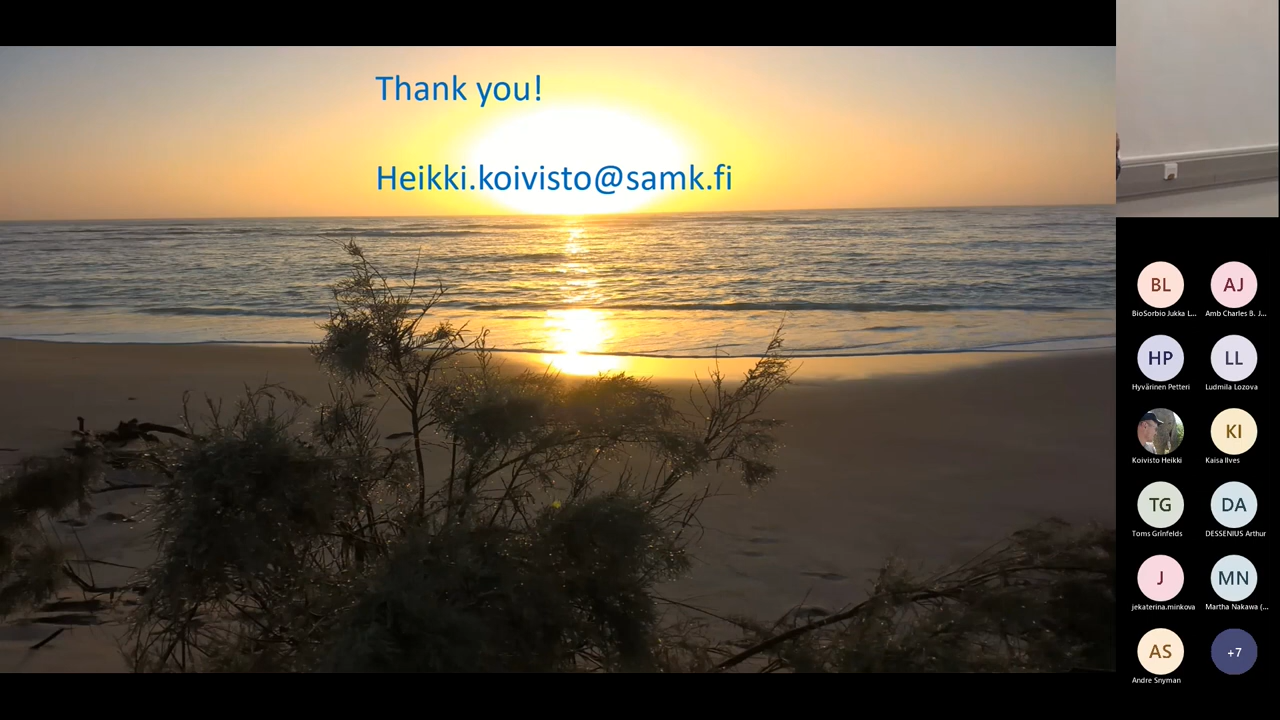 Thank you!
Heikki.koivisto@samk.fi
BL
AJ
BioSorbio Jukka L...
Amb Charles B. J...
HP
LL
Hyvärinen Petteri
Ludmila Lozova
KI
Koivisto Heikki
Kaisa Ilves
TG
DA
Toms Grīnfelds
DESSENIUS Arthur
J
MN
jekaterina.minkova
Martha Nakawa (...
AS
+7
Andre Snyman